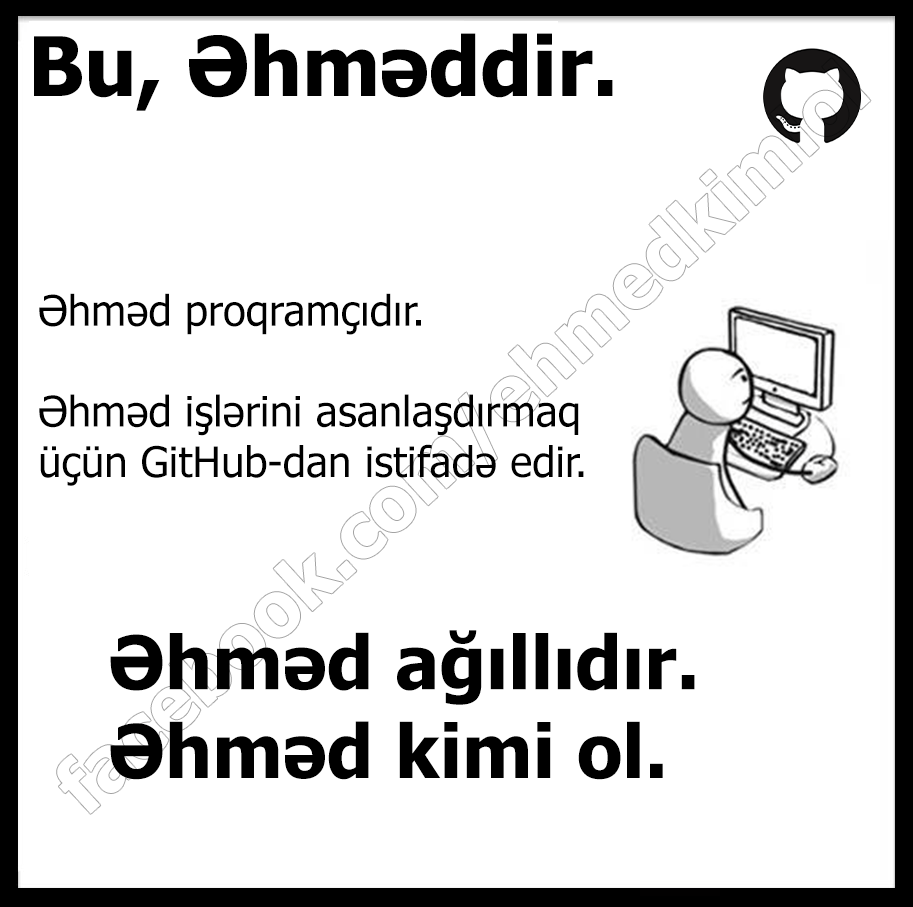 Bu, Əhməddir.
Əhməd proqramçıdır.
Əhməd işlərini asanlaşdırmaq
üçün GitHub-dan istifadə edir.
facebook.com/ehmedkimiol
Əhməd ağıllıdır.
Əhməd kimi ol.